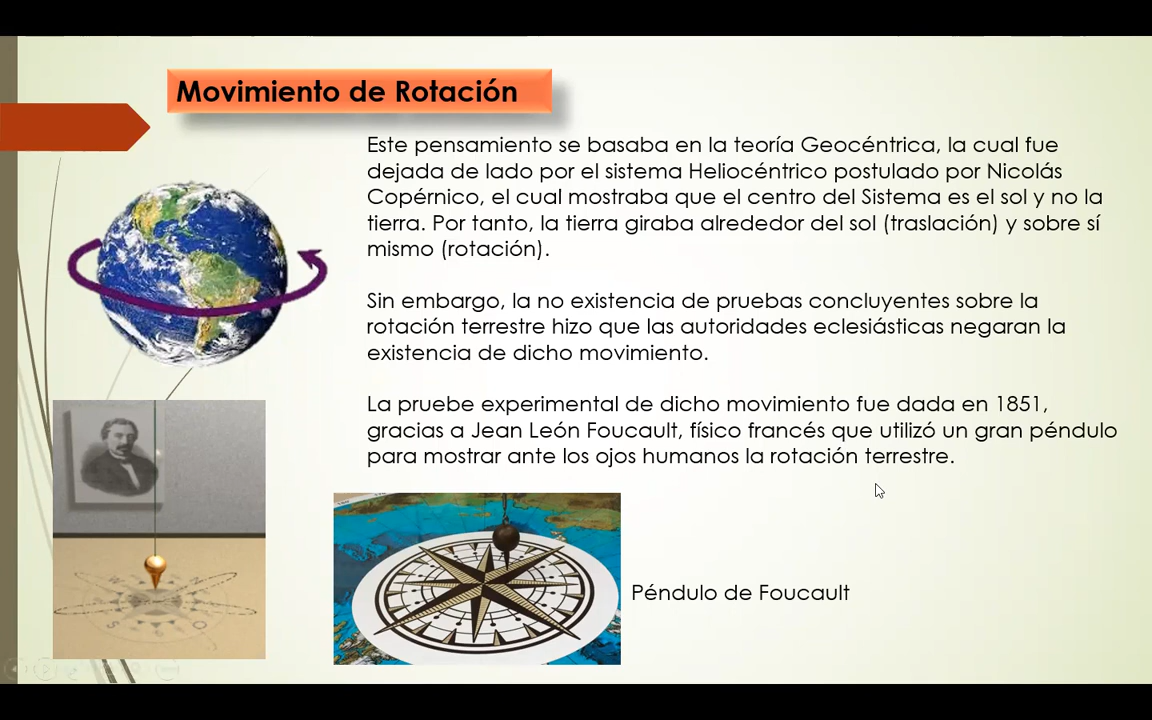 Movimiento de Rotación
Este pensamiento se basaba en la teoría Geocéntrica, la cual fue
dejada de lado por el sistema Heliocéntrico postulado por Nicolás
Copérnico, el cual mostraba que el centro del Sistema es el sol y no la
tierra. Por tanto, la tierra giraba alrededor del sol (traslación) y sobre sí
mismo (rotación).
Sin embargo, la no existencia de pruebas concluyentes sobre la
rotación terrestre hizo que las autoridades eclesiásticas negaran la
existencia de dicho movimiento.
La pruebe experimental de dicho movimiento fue dada en 1851,
gracias a Jean León Foucault, físico francés que utilizó un gran péndulo
para mostrar ante los ojos humanos la rotación terrestre.
Péndulo de Foucault